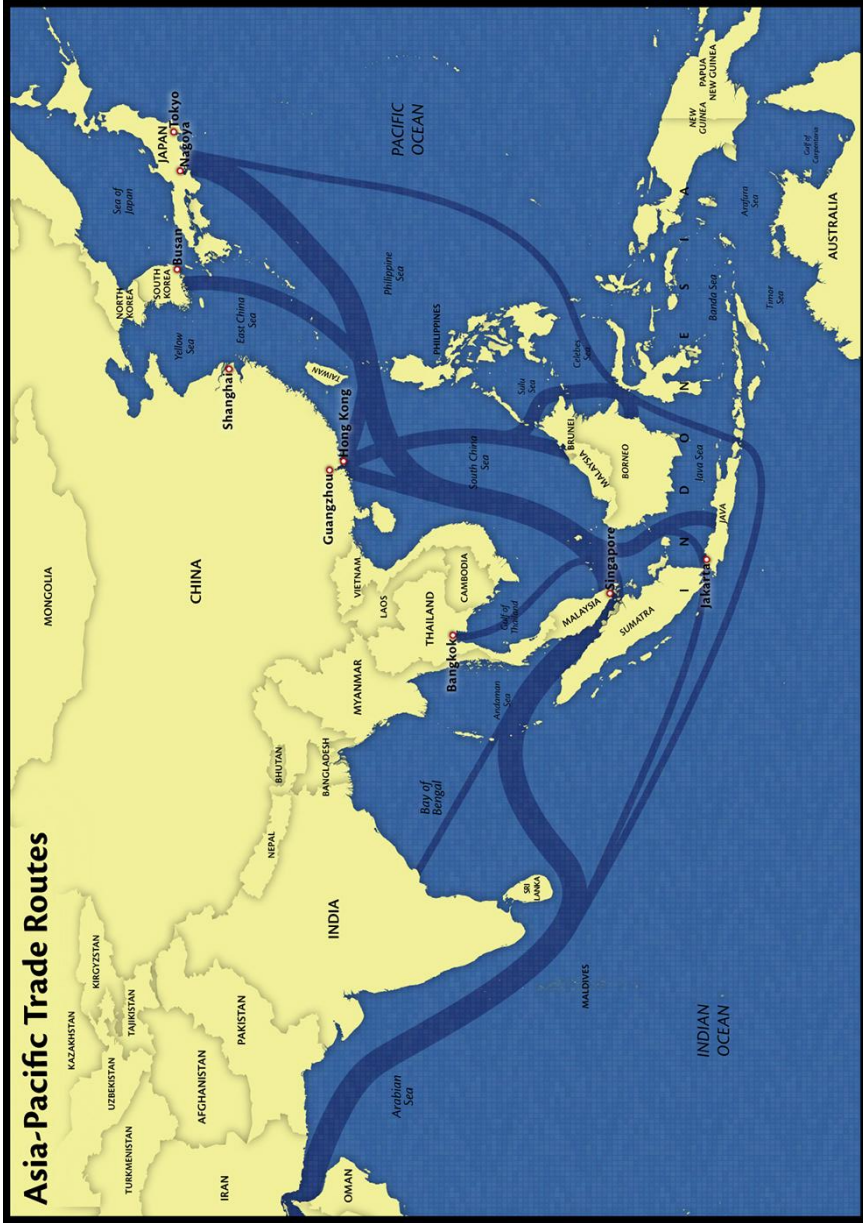 Asia-Pacific Trade Routes
KAZAKHSTAN
KYRGYZSTAN
UZBEKISTAN
TAJIKISTAN
TURKMENISTAN
AFGHANISTAN
PAKISTAN
IRAN
OMAN
Arabian
Sea
MONGOLIA
CHINA
NEPAL
BHUTAN
BANGLADESH
INDIA
SRI
LANKA
MALDIVES
INDIAN
OCEAN
Bay of
Bengal
Andaman
Sea
MYANMAR
LAOS
THAILAND
VIETNAM
CAMBODIA
Bangkok
Gulf of
Thailand
MALAYSIA
Singapore
SUMATRA
Jakarta
JAVA
Java Sea
INDONESIA
BORNEO
MALAYSIA
BRUNEI
South China
Sea
Guangzhou
Hong Kong
TAIWAN
Shanghai
East China
Sea
Yellow
Sea
NORTH
KOREA
SOUTH
KOREA
Busan
Sea of
Japan
JAPAN
Tokyo
Nagoya
PACIFIC
OCEAN
Philippine
Sea
PHILIPPINES
Sulu
Sea
Celebes
Sea
Banda Sea
Timor
Sea
Arafura
Sea
Gulf of
Carpentaria
NEW
GUINEA
PAPUA
NEW GUINEA
AUSTRALIA